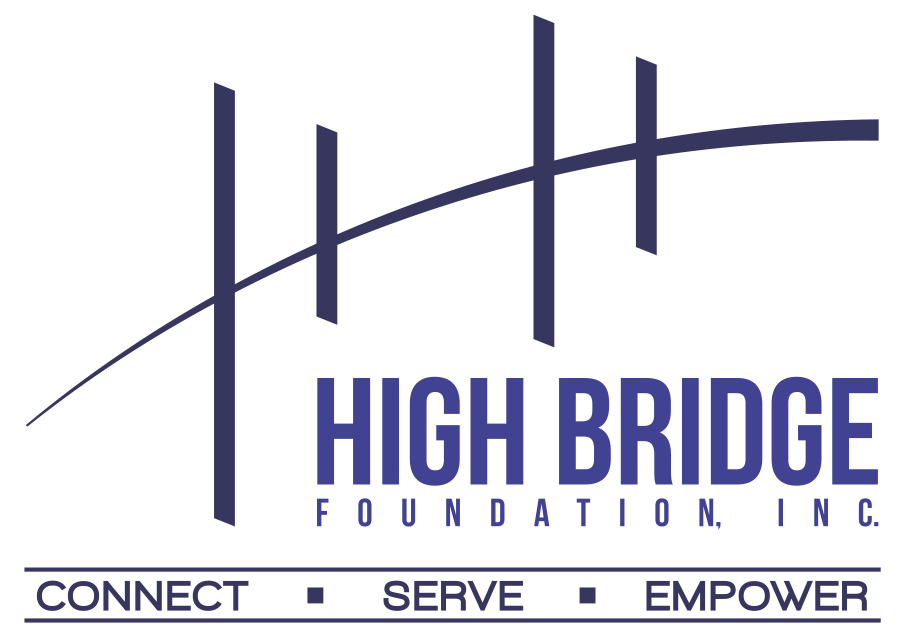 HIGH BRIDGE
FOUNDATION, INC.
CONNECT ▪ SERVE ▪ EMPOWER